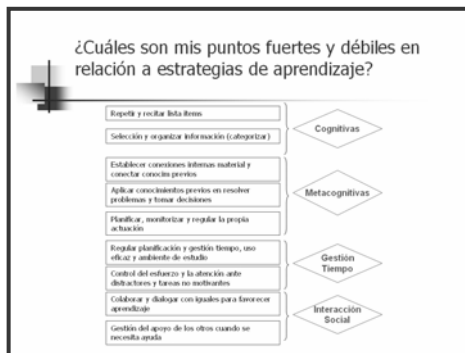 ¿Cuáles son mis puntos fuertes y débiles en
relación a estrategias de aprendizaje?
Repetir y recitar lista items
Selección y organizar información (categorizar)
Cognitivas
Establecer conexiones internas material y
conectar conocim previos
Aplicar conocimientos previos en resolver
problemas y tomar decisiones
Planificar, monitorizar y regular la propia
actuación
Metacognitivas
Regular planificación y gestión tiempo, uso
eficaz y ambiente de estudio
Control del esfuerzo y la atención ante
distractores y tareas no motivantes
Gestión
Tiempo
Colaborar y dialogar con iguales para favorecer
aprendizaje
Gestión del apoyo de los otros cuando se
necesita ayuda
Interacción
Social